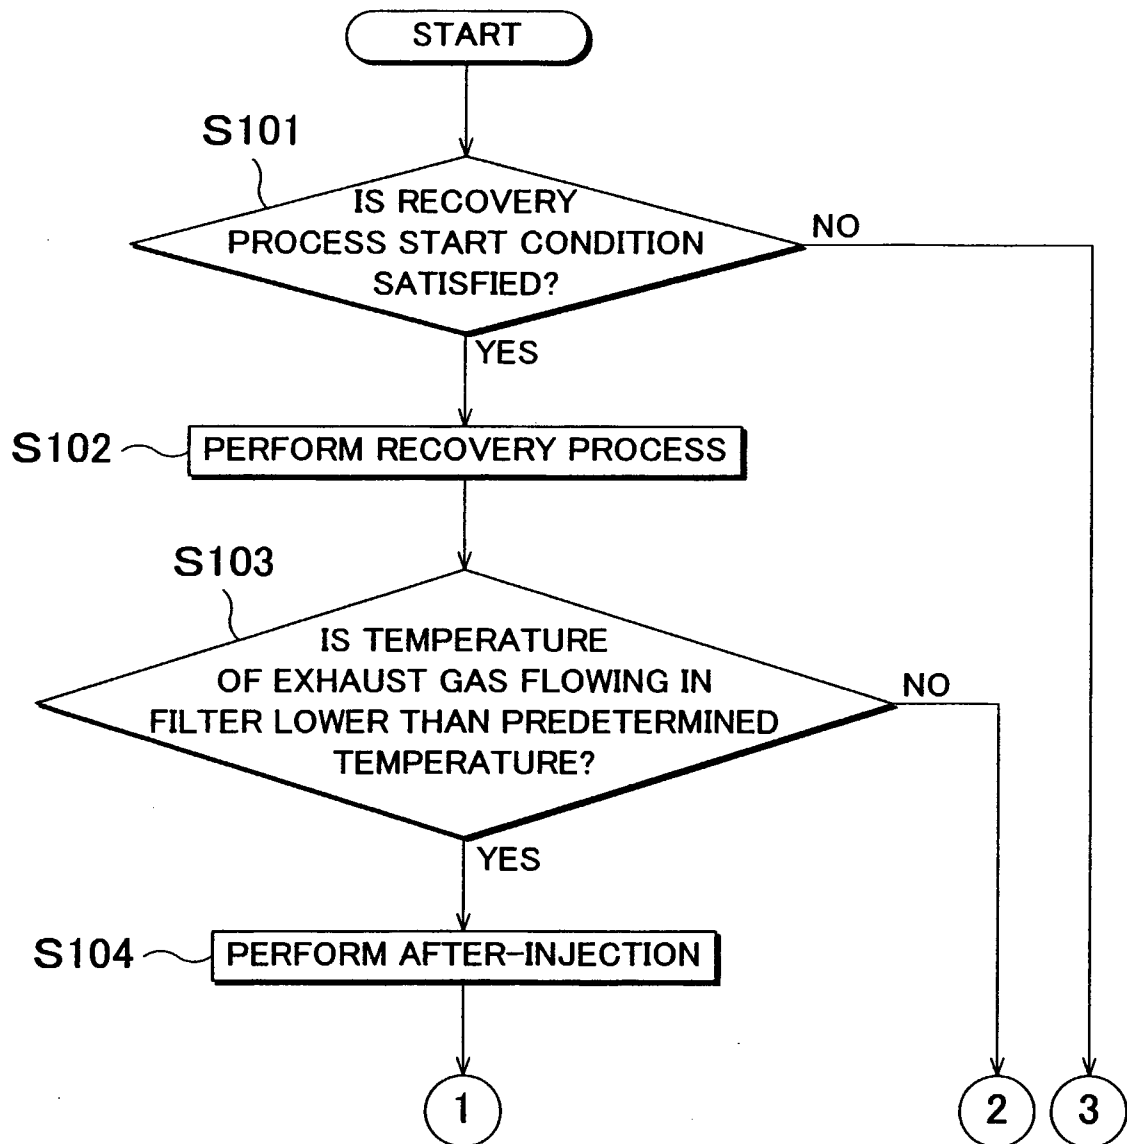 START
S101
IS RECOVERY
PROCESS START CONDITION
SATISFIED?
NO
YES
S102
PERFORM RECOVERY PROCESS
S103
IS TEMPERATURE
OF EXHAUST GAS FLOWING IN
FILTER LOWER THAN PREDETERMINED
TEMPERATURE?
NO
YES
S104
PERFORM AFTER-INJECTION
1
2
3